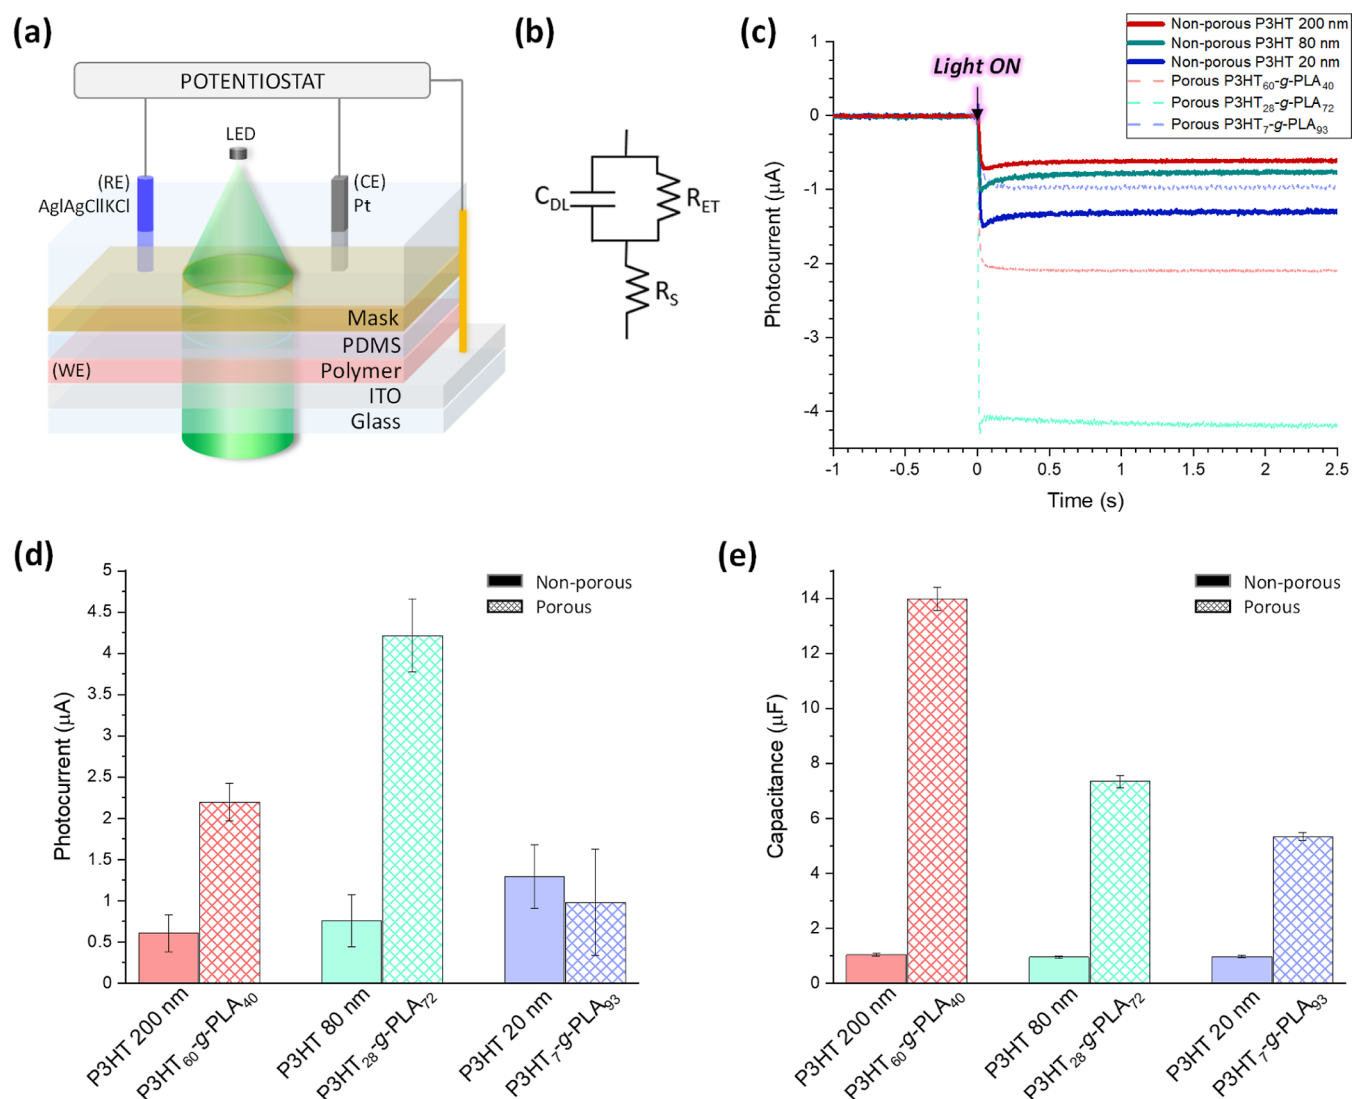 (a)
POTENTIOSTAT
LED
(RE)
Ag|AgCl|KCl
(CE)
Pt
Mask
PDMS
(WE) Polymer
ITO
Glass
(b)
C_DL
R_ET
R_S
(c)
Non-porous P3HT 200 nm
Non-porous P3HT 80 nm
Non-porous P3HT 20 nm
Porous P3HT60-g-PLA40
Porous P3HT28-g-PLA72
Porous P3HT7-g-PLA93
Light ON
Photocurrent (μA)
1
0
-1
-2
-3
-4
-1 -0.5 0 0.5 1 1.5 2 2.5
Time (s)
(d)
Non-porous
Porous
Photocurrent (μA)
5
4.5
4
3.5
3
2.5
2
1.5
1
0.5
0
P3HT 200 nm
P3HT60-g-PLA40
P3HT 80 nm
P3HT28-g-PLA72
P3HT 20 nm
P3HT7-g-PLA93
(e)
Non-porous
Porous
Capacitance (μF)
14
12
10
8
6
4
2
0
P3HT 200 nm
P3HT60-g-PLA40
P3HT 80 nm
P3HT28-g-PLA72
P3HT 20 nm
P3HT7-g-PLA93